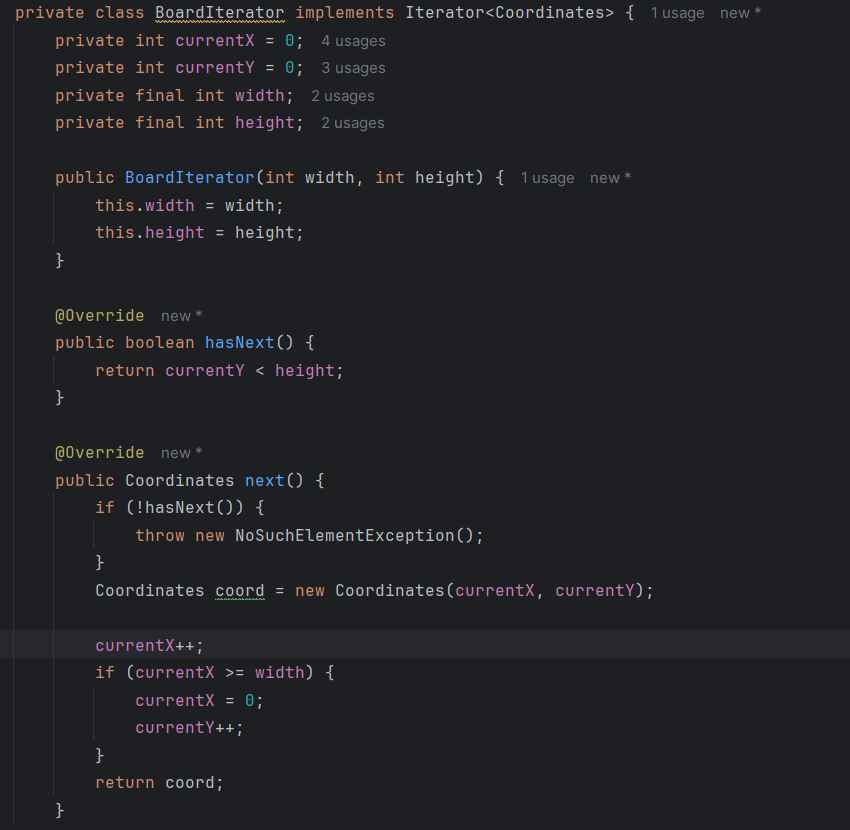 private class BoardIterator implements Iterator<Coordinates> { 1 usage new *
private int currentX = 0; 4 usages
private int currentY = 0; 3 usages
private final int width; 2 usages
private final int height; 2 usages
public BoardIterator(int width, int height) { 1 usage new *
this.width = width;
this.height = height;
}
@Override new *
public boolean hasNext() {
return currentY < height;
}
@Override new *
public Coordinates next() {
if (!hasNext()) {
throw new NoSuchElementException();
}
Coordinates coord = new Coordinates(currentX, currentY);
currentX++;
if (currentX >= width) {
currentX = 0;
currentY++;
}
return coord;
}